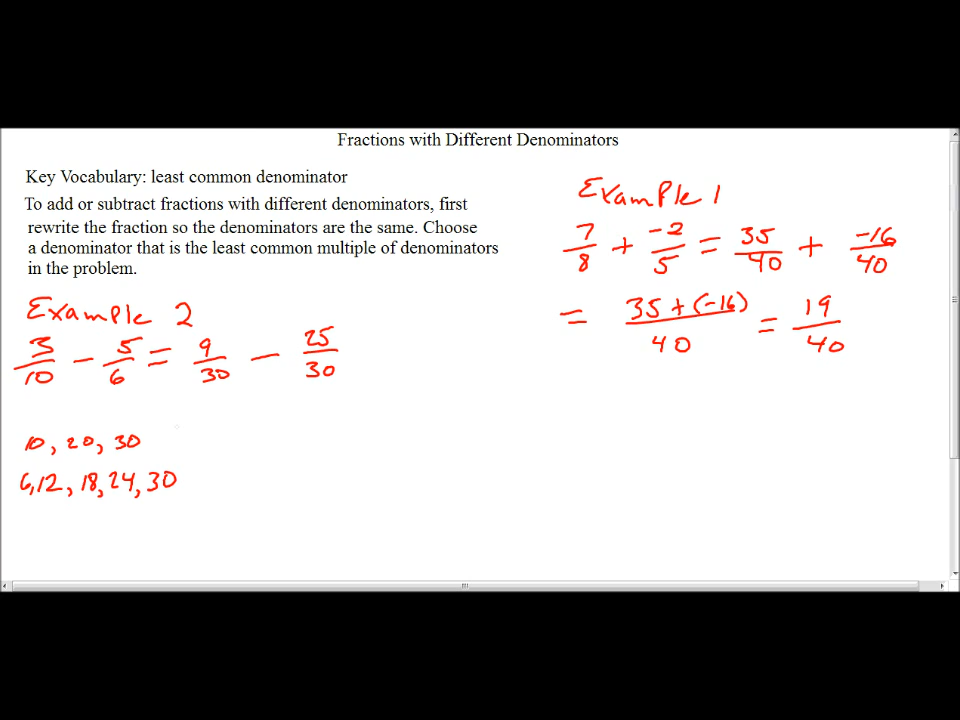 Fractions with Different Denominators
Key Vocabulary: least common denominator
To add or subtract fractions with different denominators, first
rewrite the fraction so the denominators are the same. Choose
a denominator that is the least common multiple of denominators
in the problem.
Example 2
3/10 - 5/6 = 9/30 - 25/30
10, 20, 30
6, 12, 18, 24, 30
Example 1
7/8 + -2/5 = 35/40 + -16/40
= 35+(-16)/40 = 19/40